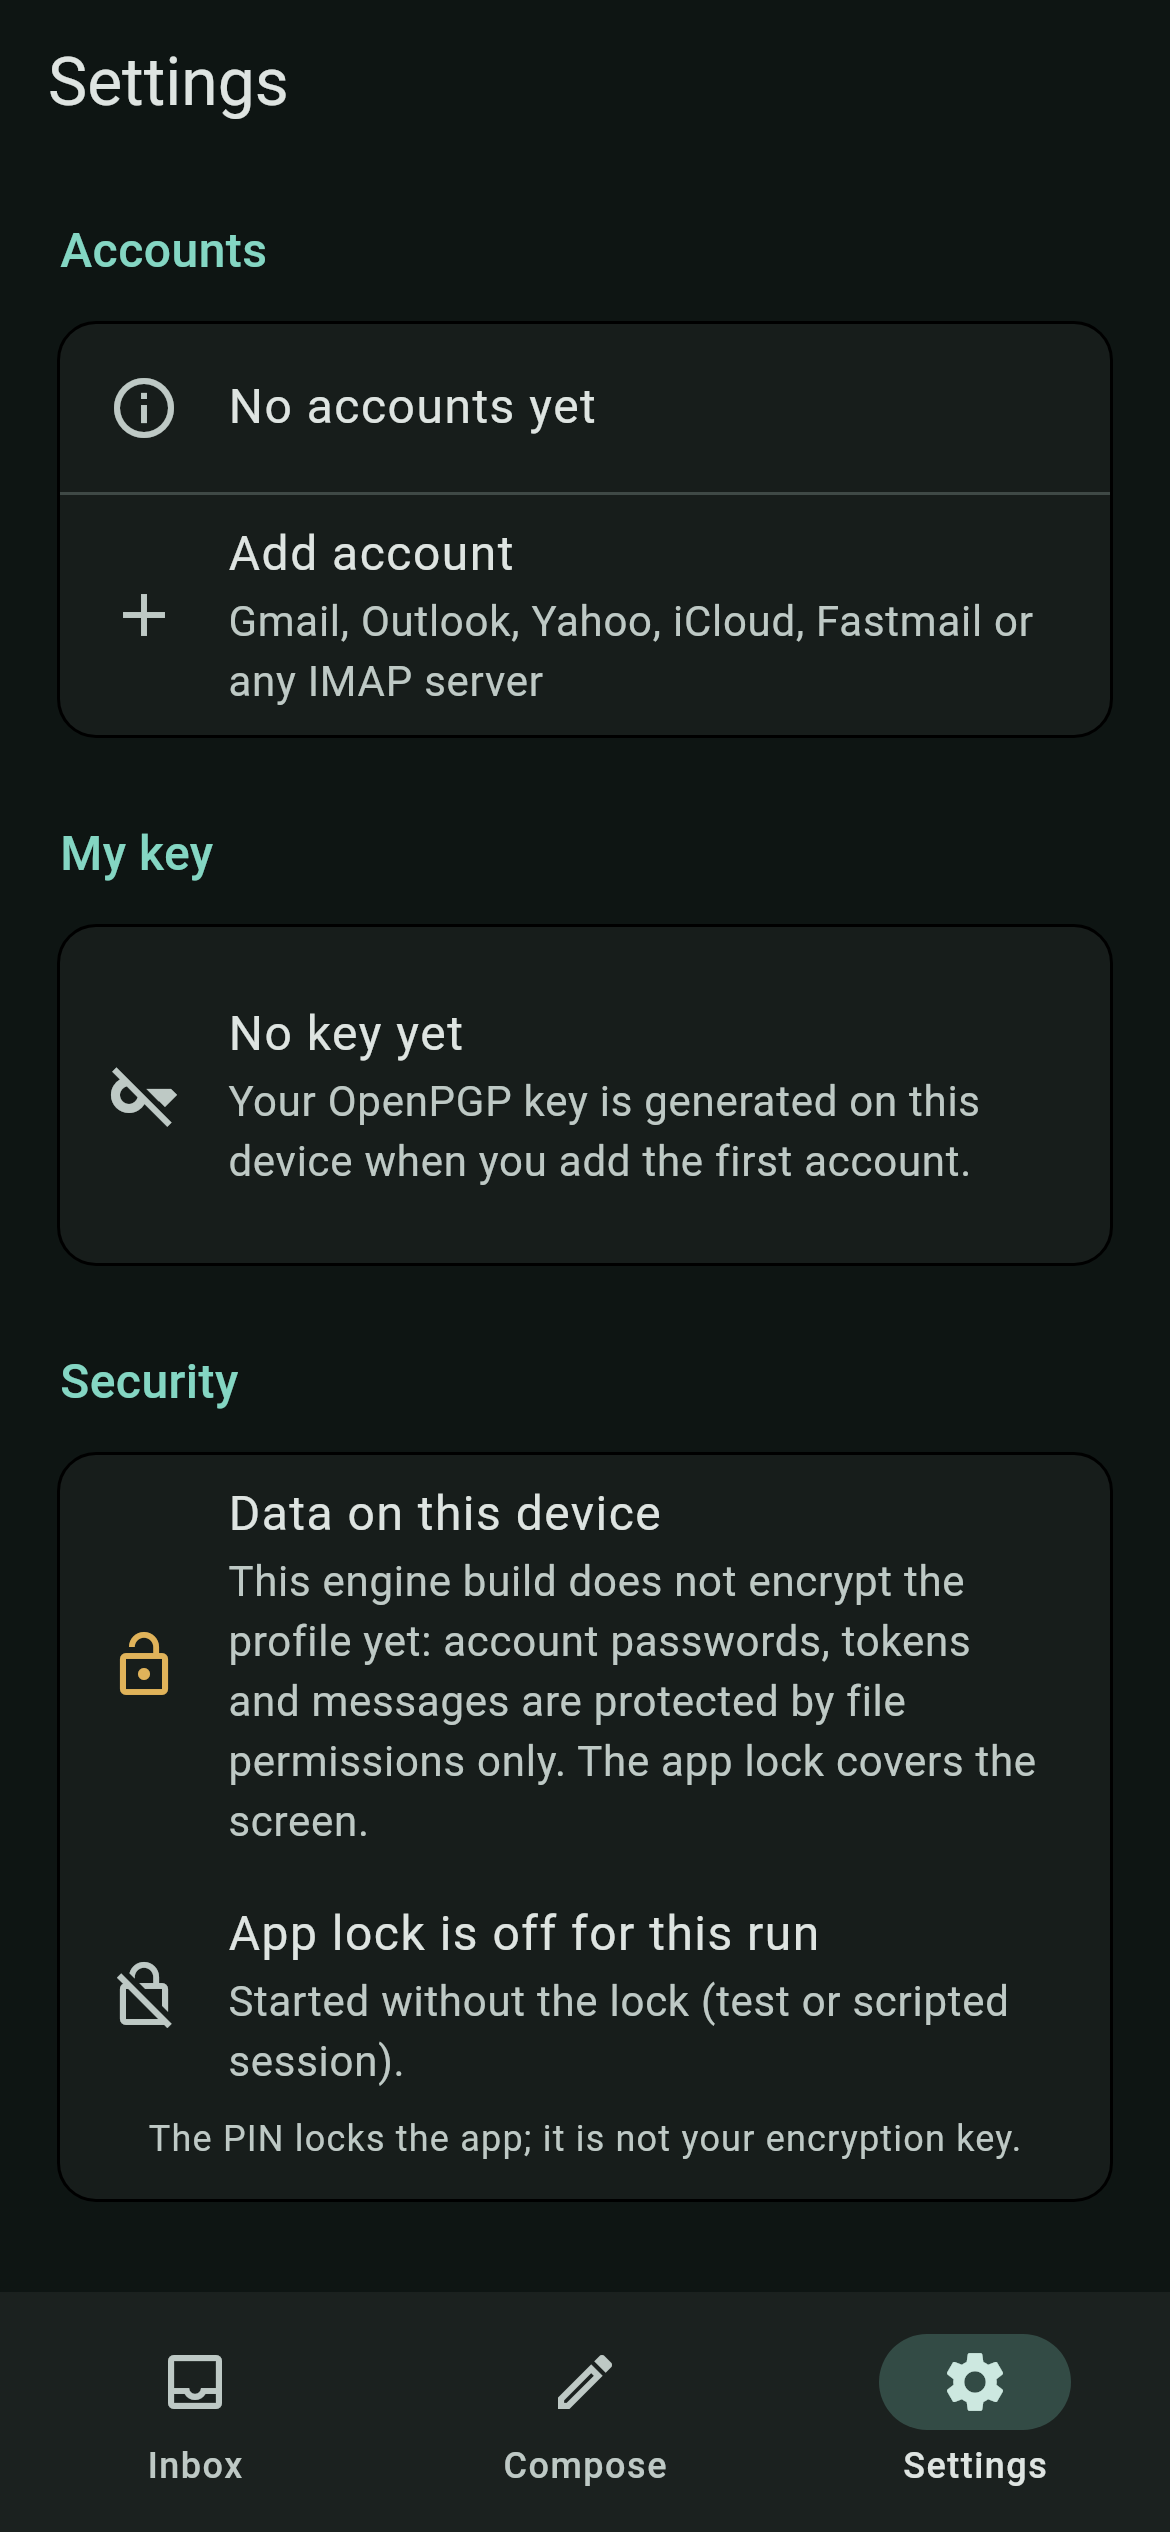 Settings
Accounts
No accounts yet
Add account
Gmail, Outlook, Yahoo, iCloud, Fastmail or
any IMAP server
My key
No key yet
Your OpenPGP key is generated on this
device when you add the first account.
Security
Data on this device
This engine build does not encrypt the
profile yet: account passwords, tokens
and messages are protected by file
permissions only. The app lock covers the
screen.
App lock is off for this run
Started without the lock (test or scripted
session).
The PIN locks the app; it is not your encryption key.
Inbox
Compose
Settings